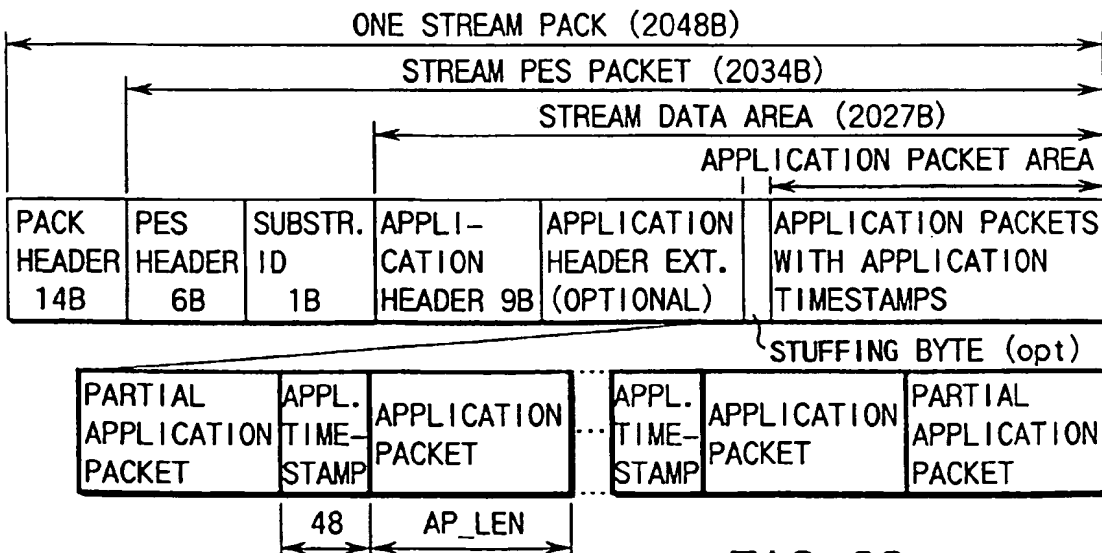 ONE STREAM PACK (2048B)
STREAM PES PACKET (2034B)
STREAM DATA AREA (2027B)
APPLICATION PACKET AREA
PACK
HEADER
14B
PES
HEADER
6B
SUBSTR.
ID
1B
APPLI-
CATION
HEADER 9B
APPLICATION
HEADER EXT.
(OPTIONAL)
APPLICATION PACKETS
WITH APPLICATION
TIMESTAMPS
STUFFING BYTE (opt)
PARTIAL
APPLICATION
PACKET
APPL.
TIME-
STAMP
APPLICATION
PACKET
APPL.
TIME-
STAMP
APPLICATION
PACKET
PARTIAL
APPLICATION
PACKET
48
AP_LEN